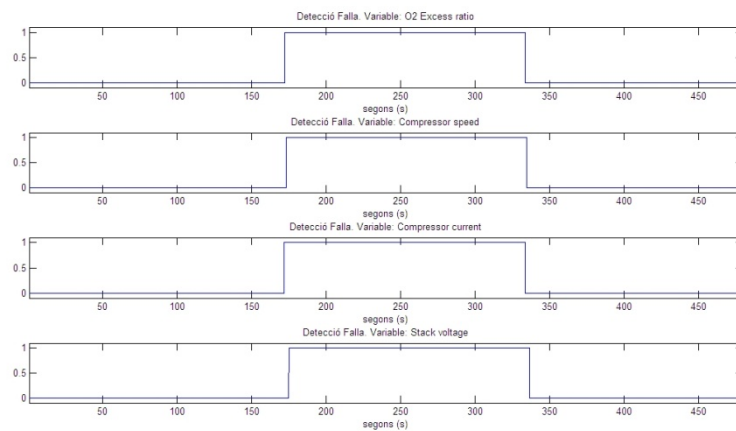 Detecció Falla. Variable: O2 Excess ratio
1
0.5
0
50 100 150 200 250 300 350 400 450
segons (s)
Detecció Falla. Variable: Compressor speed
1
0.5
0
50 100 150 200 250 300 350 400 450
segons (s)
Detecció Falla. Variable: Compressor current
1
0.5
0
50 100 150 200 250 300 350 400 450
segons (s)
Detecció Falla. Variable: Stack voltage
1
0.5
0
50 100 150 200 250 300 350 400 450
segons (s)